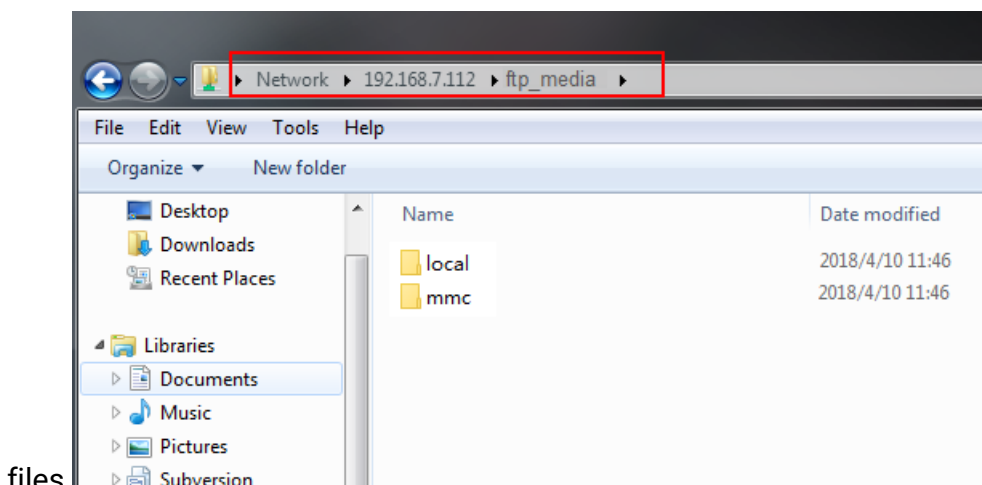 Network 192.168.7.112 ftp_media
File Edit View Tools Help
Organize New folder
Desktop
Downloads
Recent Places
Libraries
Documents
Music
Pictures
Subversion
Name Date modified
local 2018/4/10 11:46
mmc 2018/4/10 11:46
files